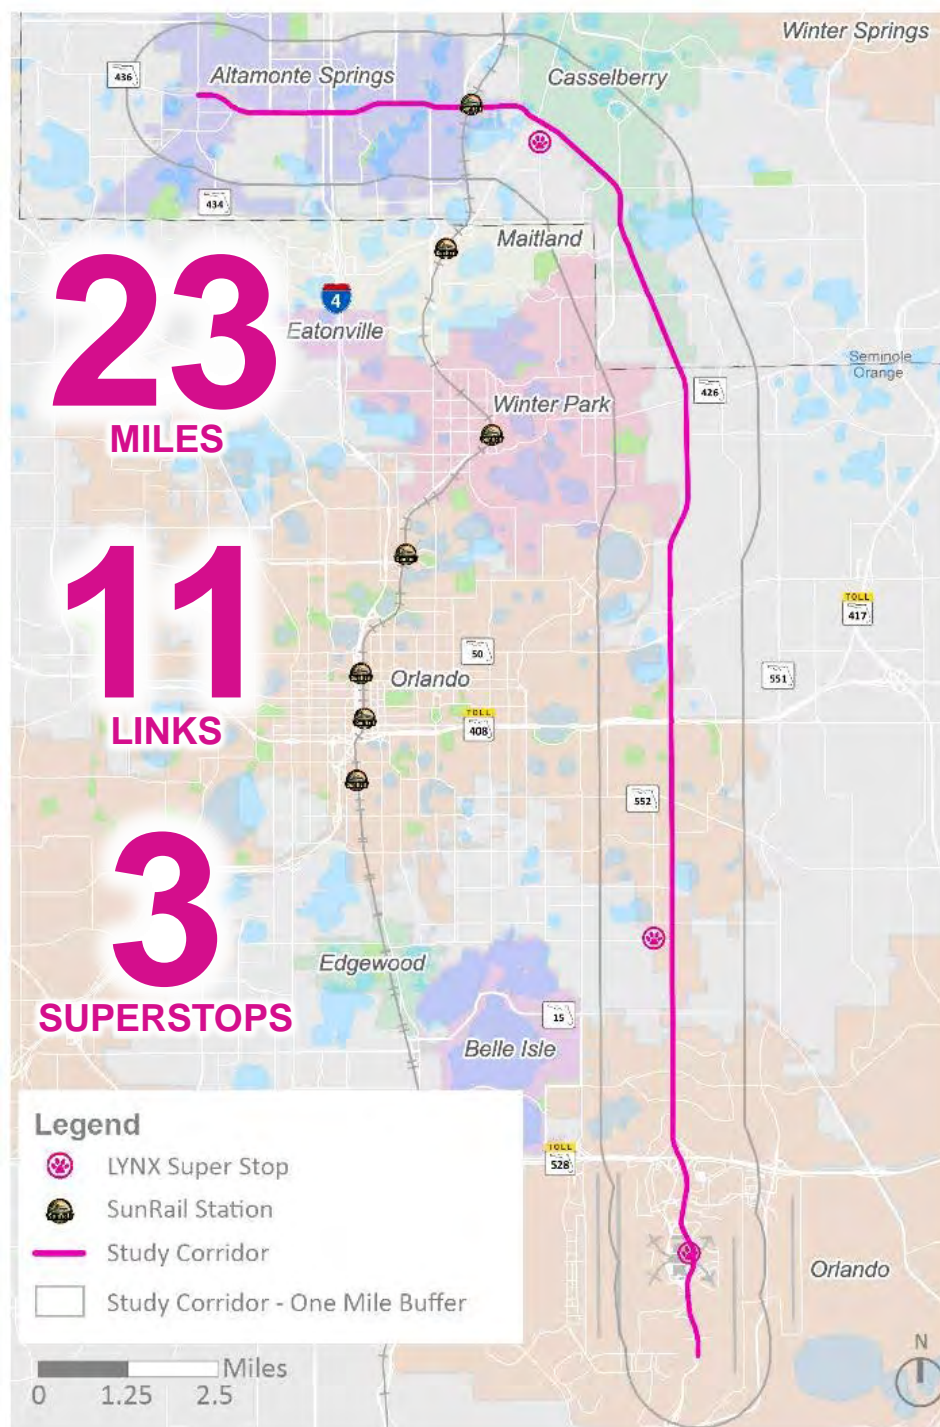 Winter Springs
436
Altamonte Springs
Casselberry
434
Maitland
23
MILES
4
Eatonville
Seminole
Orange
426
Winter Park
11
LINKS
TOLL
417
50
551
Orlando
TOLL
408
552
3
SUPERSTOPS
Edgewood
15
Belle Isle
TOLL
528
Orlando
Legend
LYNX Super Stop
SunRail Station
Study Corridor
Study Corridor - One Mile Buffer
Miles
0 1.25 2.5
N